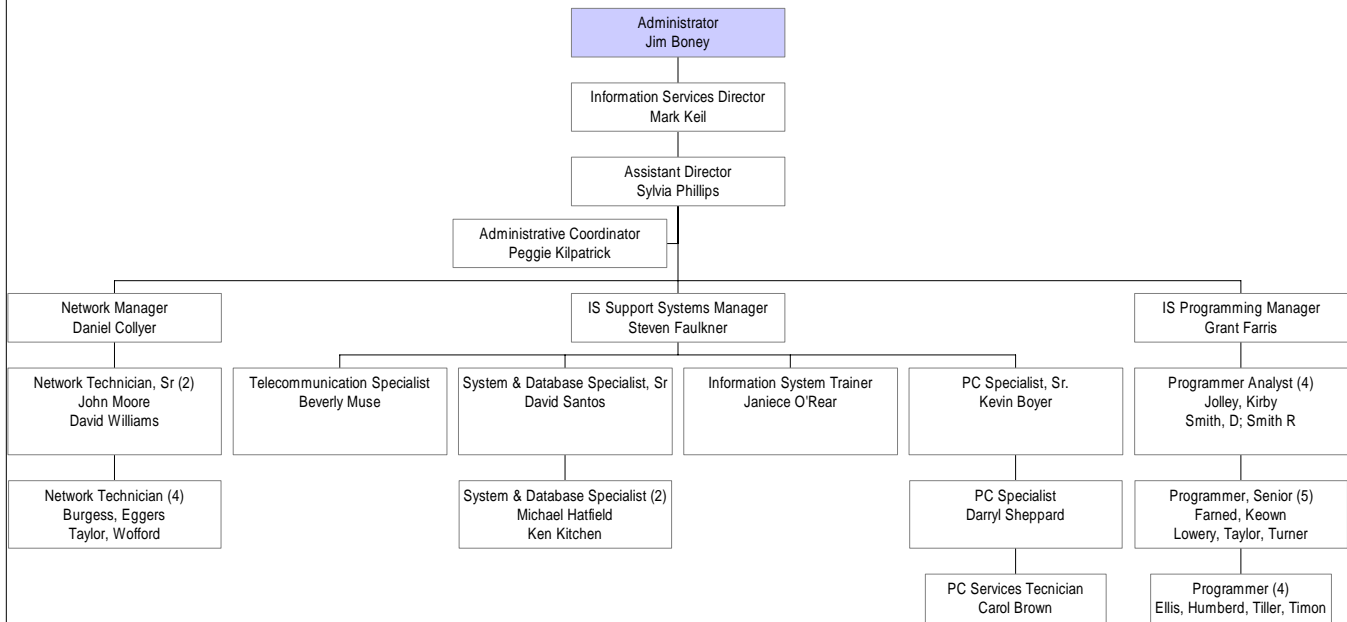 Administrator
Jim Boney
Information Services Director
Mark Keil
Assistant Director
Sylvia Phillips
Administrative Coordinator
Peggie Kilpatrick
Network Manager
Daniel Collyer
IS Support Systems Manager
Steven Faulkner
IS Programming Manager
Grant Farris
Network Technician, Sr (2)
John Moore
David Williams
Telecommunication Specialist
Beverly Muse
System & Database Specialist, Sr
David Santos
Information System Trainer
Janiece O'Rear
PC Specialist, Sr.
Kevin Boyer
Programmer Analyst (4)
Jolley, Kirby
Smith, D; Smith R
Network Technician (4)
Burgess, Eggers
Taylor, Wofford
System & Database Specialist (2)
Michael Hatfield
Ken Kitchen
PC Specialist
Darryl Sheppard
Programmer, Senior (5)
Farned, Keown
Lowery, Taylor, Turner
PC Services Tecnician
Carol Brown
Programmer (4)
Ellis, Humberd, Tiller, Timon